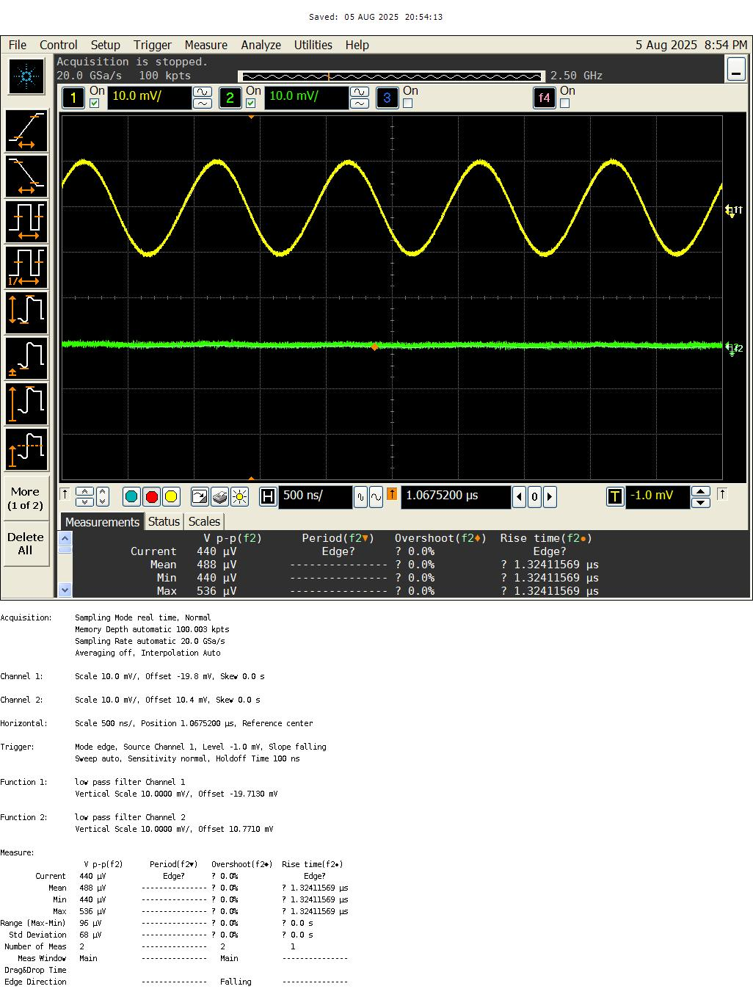 Saved:  05 AUG 2025  20:54:13
File Control Setup Trigger Measure Analyze Utilities Help 5 Aug 2025 8:54 PM
Acquisition is stopped.
20.0 GSa/s 100 kpts 2.50 GHz
1 On 10.0 mV/ 2 On 10.0 mV/ 3 On f4 On
f1
f2
1/
More
(1 of 2)
Delete
All
H 500 ns/ 1.0675200 µs 0 T -1.0 mV
Measurements Status Scales
V p-p(f2) Period(f2▼) Overshoot(f2♦) Rise time(f2●)
Current 440 µV Edge? ? 0.0% Edge?
Mean 488 µV --------------- ? 0.0% ? 1.32411569 µs
Min 440 µV --------------- ? 0.0% ? 1.32411569 µs
Max 536 µV --------------- ? 0.0% ? 1.32411569 µs
Acquisition: Sampling Mode real time, Normal
Memory Depth automatic 100.003 kpts
Sampling Rate automatic 20.0 GSa/s
Averaging off, Interpolation Auto
Channel 1: Scale 10.0 mV/, Offset -19.8 mV, Skew 0.0 s
Channel 2: Scale 10.0 mV/, Offset 10.4 mV, Skew 0.0 s
Horizontal: Scale 500 ns/, Position 1.0675200 µs, Reference center
Trigger: Mode edge, Source Channel 1, Level -1.0 mV, Slope falling
Sweep auto, Sensitivity normal, Holdoff Time 100 ns
Function 1: low pass filter Channel 1
Vertical Scale 10.0000 mV/, Offset -19.7130 mV
Function 2: low pass filter Channel 2
Vertical Scale 10.0000 mV/, Offset 10.7710 mV
Measure:
V p-p(f2) Period(f2▼) Overshoot(f2♦) Rise time(f2●)
Current 440 µV Edge? ? 0.0% Edge?
Mean 488 µV --------------- ? 0.0% ? 1.32411569 µs
Min 440 µV --------------- ? 0.0% ? 1.32411569 µs
Max 536 µV --------------- ? 0.0% ? 1.32411569 µs
Range (Max-Min) 96 µV --------------- ? 0.0% ? 0.0 s
Std Deviation 68 µV --------------- ? 0.0% ? 0.0 s
Number of Meas 2 --------------- 2 1
Meas Window Main --------------- Main ---------------
Drag&Drop Time
Edge Direction --------------- Falling ---------------